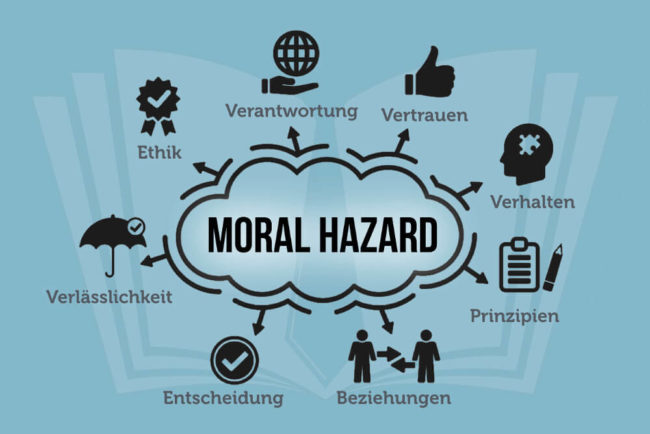 Verantwortung
Vertrauen
Ethik
Verhalten
MORAL HAZARD
Verlässlichkeit
Prinzipien
Entscheidung
Beziehungen